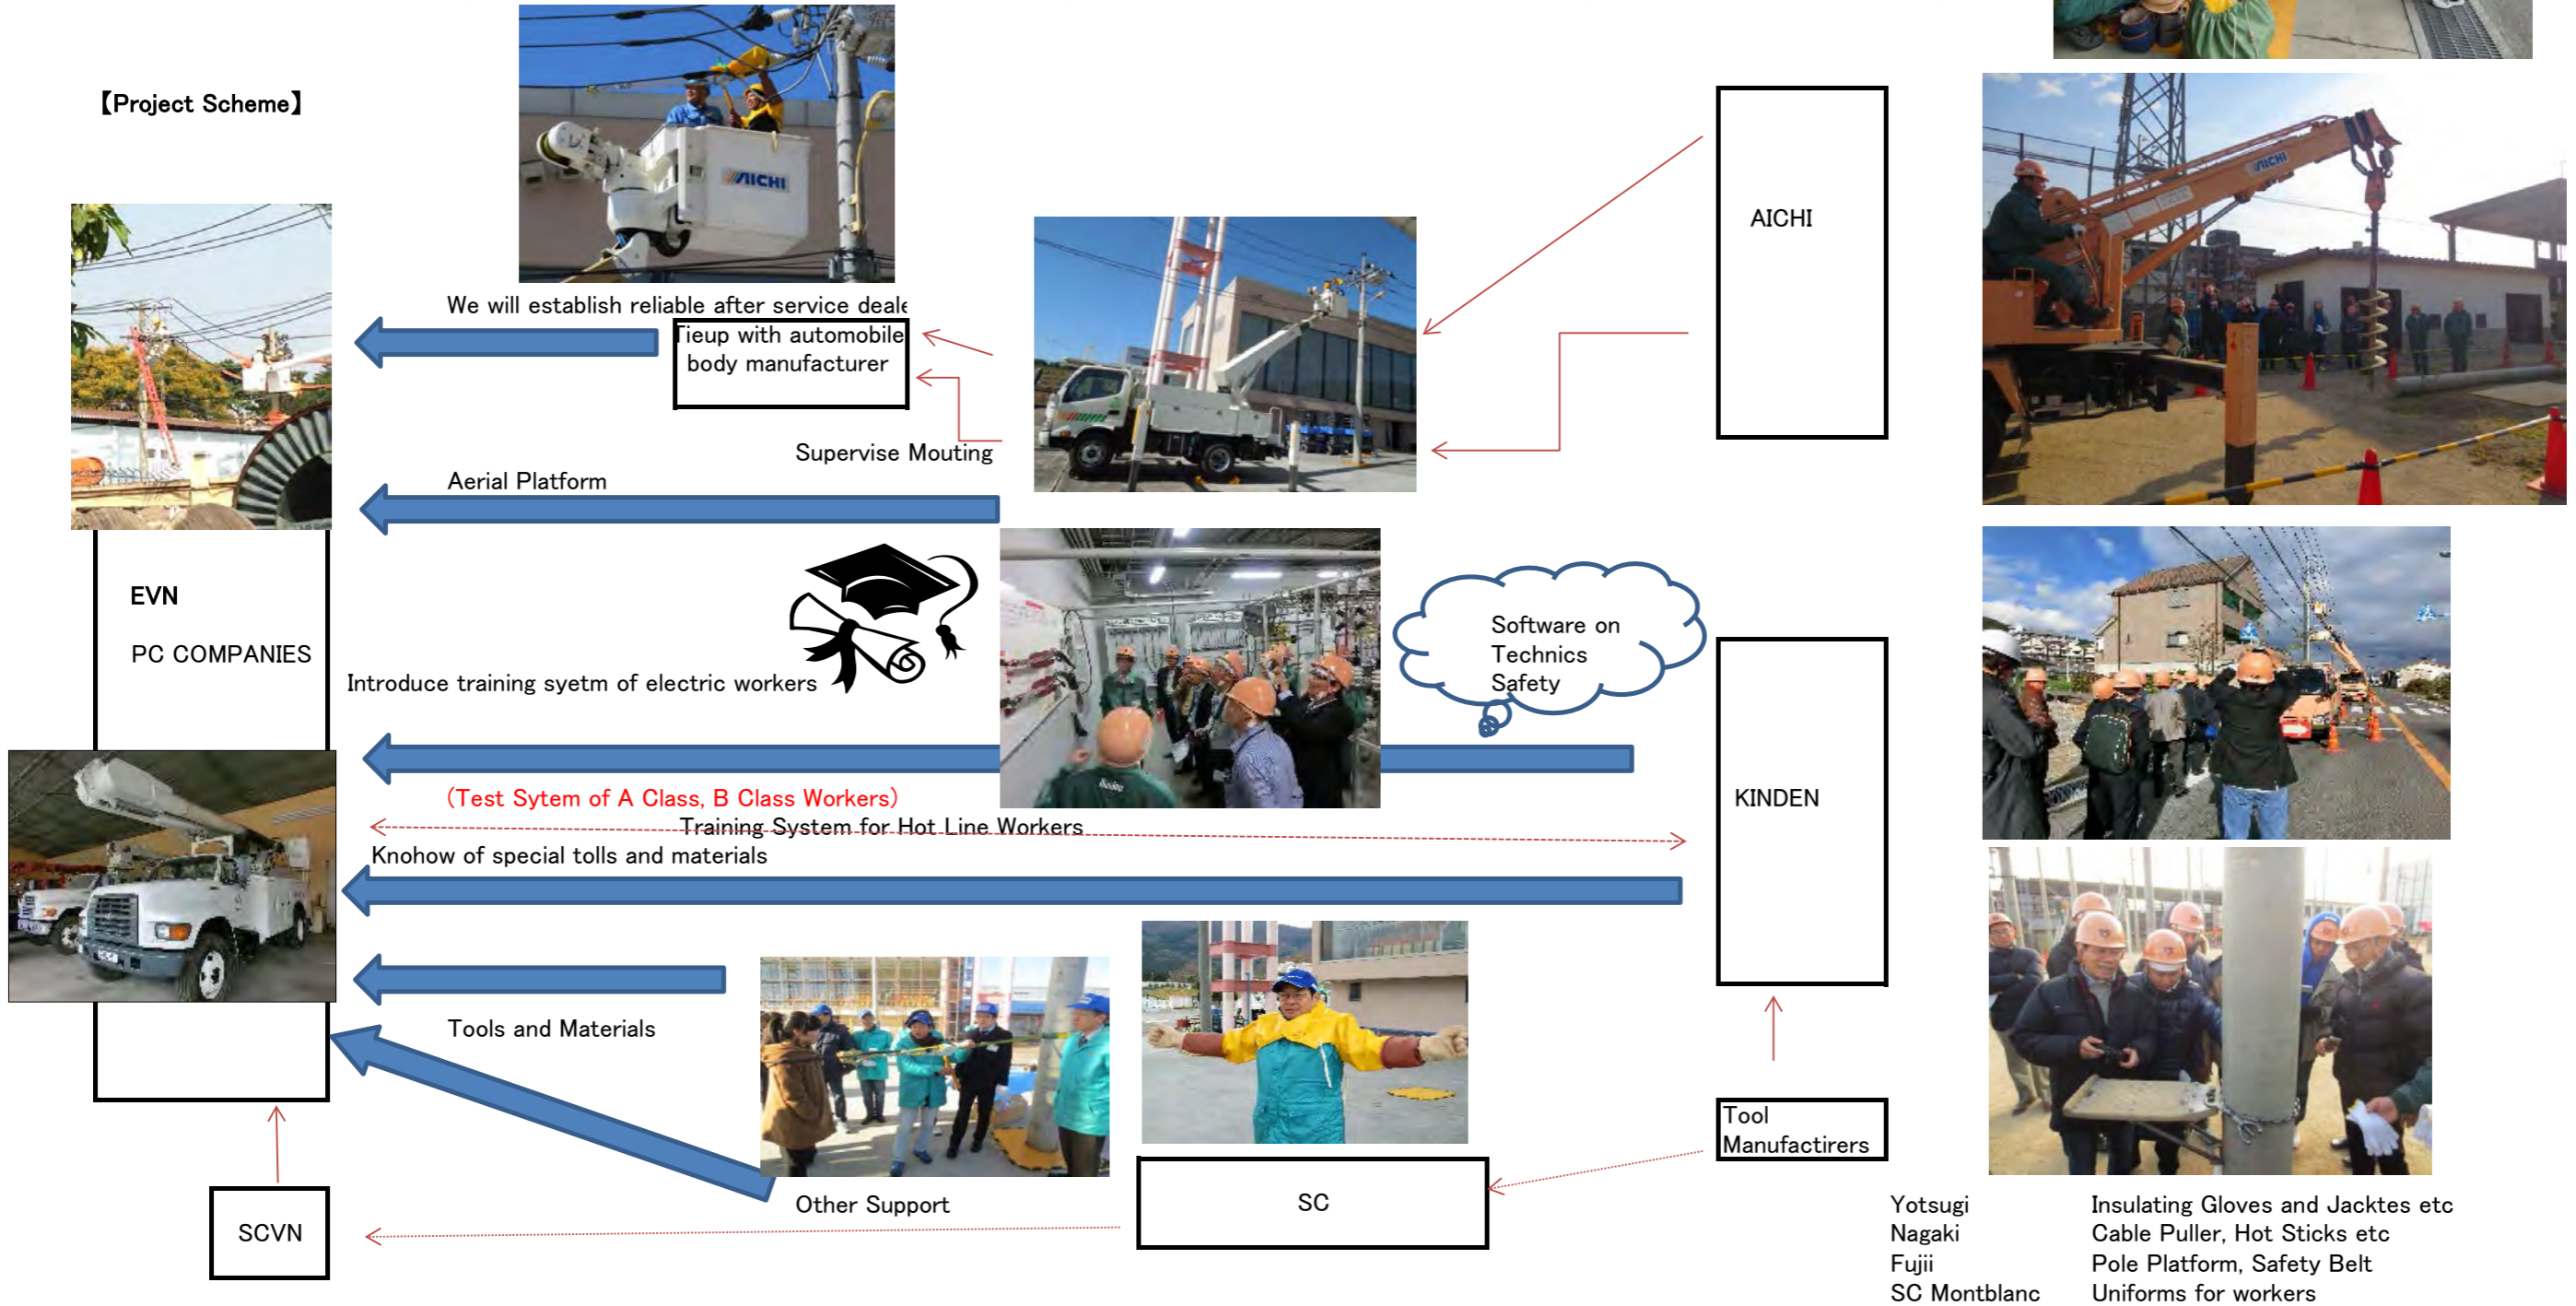 【Project Scheme】
AICHI
AICHI
AICHI
We will establish reliable after service deale
Tieup with automobile
body manufacturer
Supervise Mouting
Aerial Platform
EVN
PC COMPANIES
Software on
Technics
Safety
Introduce training syetm of electric workers
KINDEN
(Test Sytem of A Class, B Class Workers)
Training System for Hot Line Workers
Knohow of special tolls and materials
Tools and Materials
Tool
Manufactirers
Other Support
SC
SCVN
Yotsugi Insulating Gloves and Jacktes etc
Nagaki Cable Puller, Hot Sticks etc
Fujii Pole Platform, Safety Belt
SC Montblanc Uniforms for workers